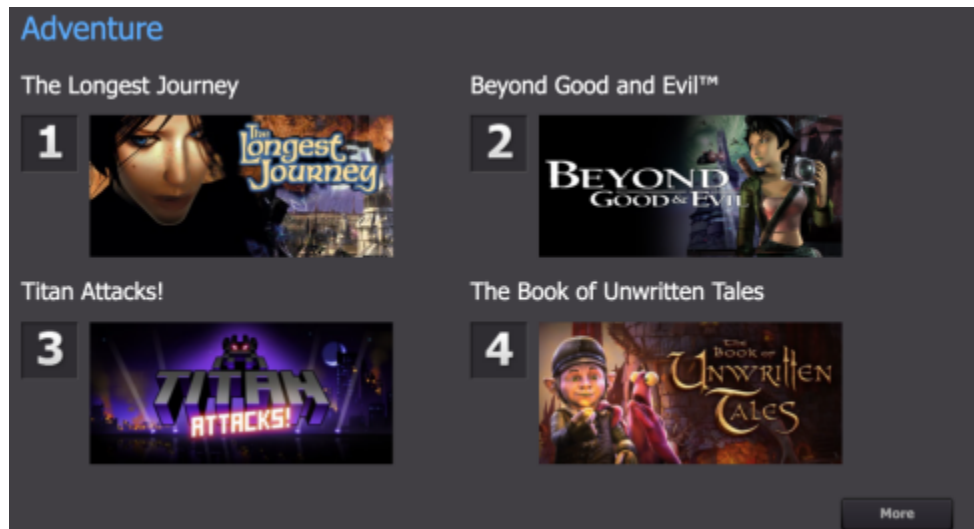 Adventure
The Longest Journey
1
The
Longest
Journey
Beyond Good and Evil™
2
BEYOND
GOOD & EVIL
Titan Attacks!
3
TITAN
ATTACKS!
The Book of Unwritten Tales
4
The
BOOK OF
UNWRITTEN
TALES
More